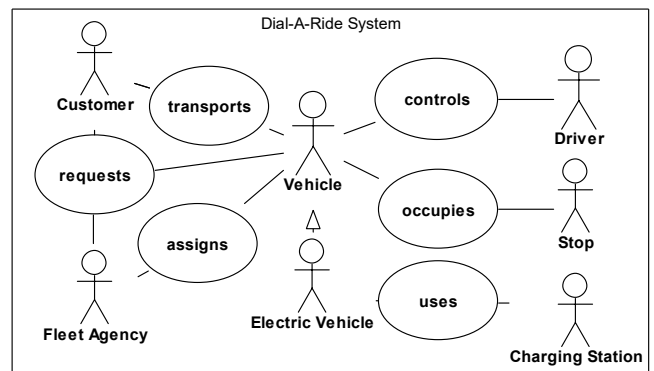 Dial-A-Ride System
Customer
transports
controls
Driver
requests
Vehicle
occupies
Stop
assigns
Fleet Agency
Electric Vehicle
uses
Charging Station